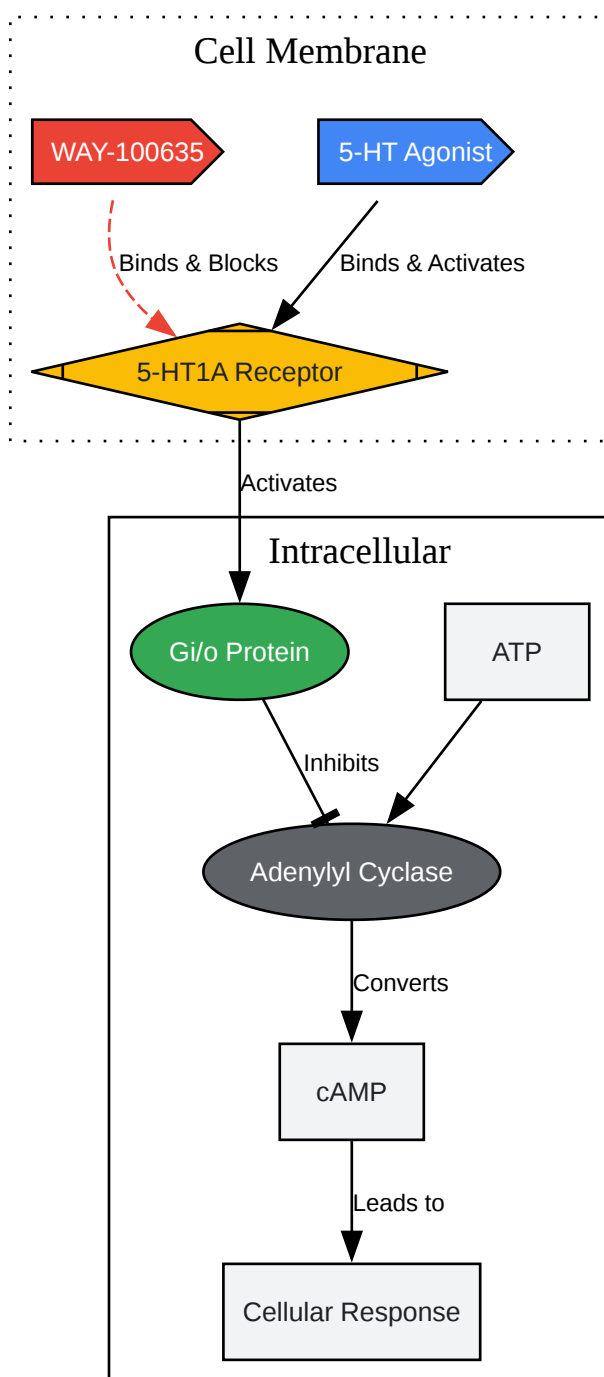 Cell Membrane
WAY-100635
5-HT Agonist
Binds & Blocks
Binds & Activates
5-HT1A Receptor
Activates
Intracellular
Gi/o Protein
ATP
Inhibits
Adenylyl Cyclase
Converts
cAMP
Leads to
Cellular Response